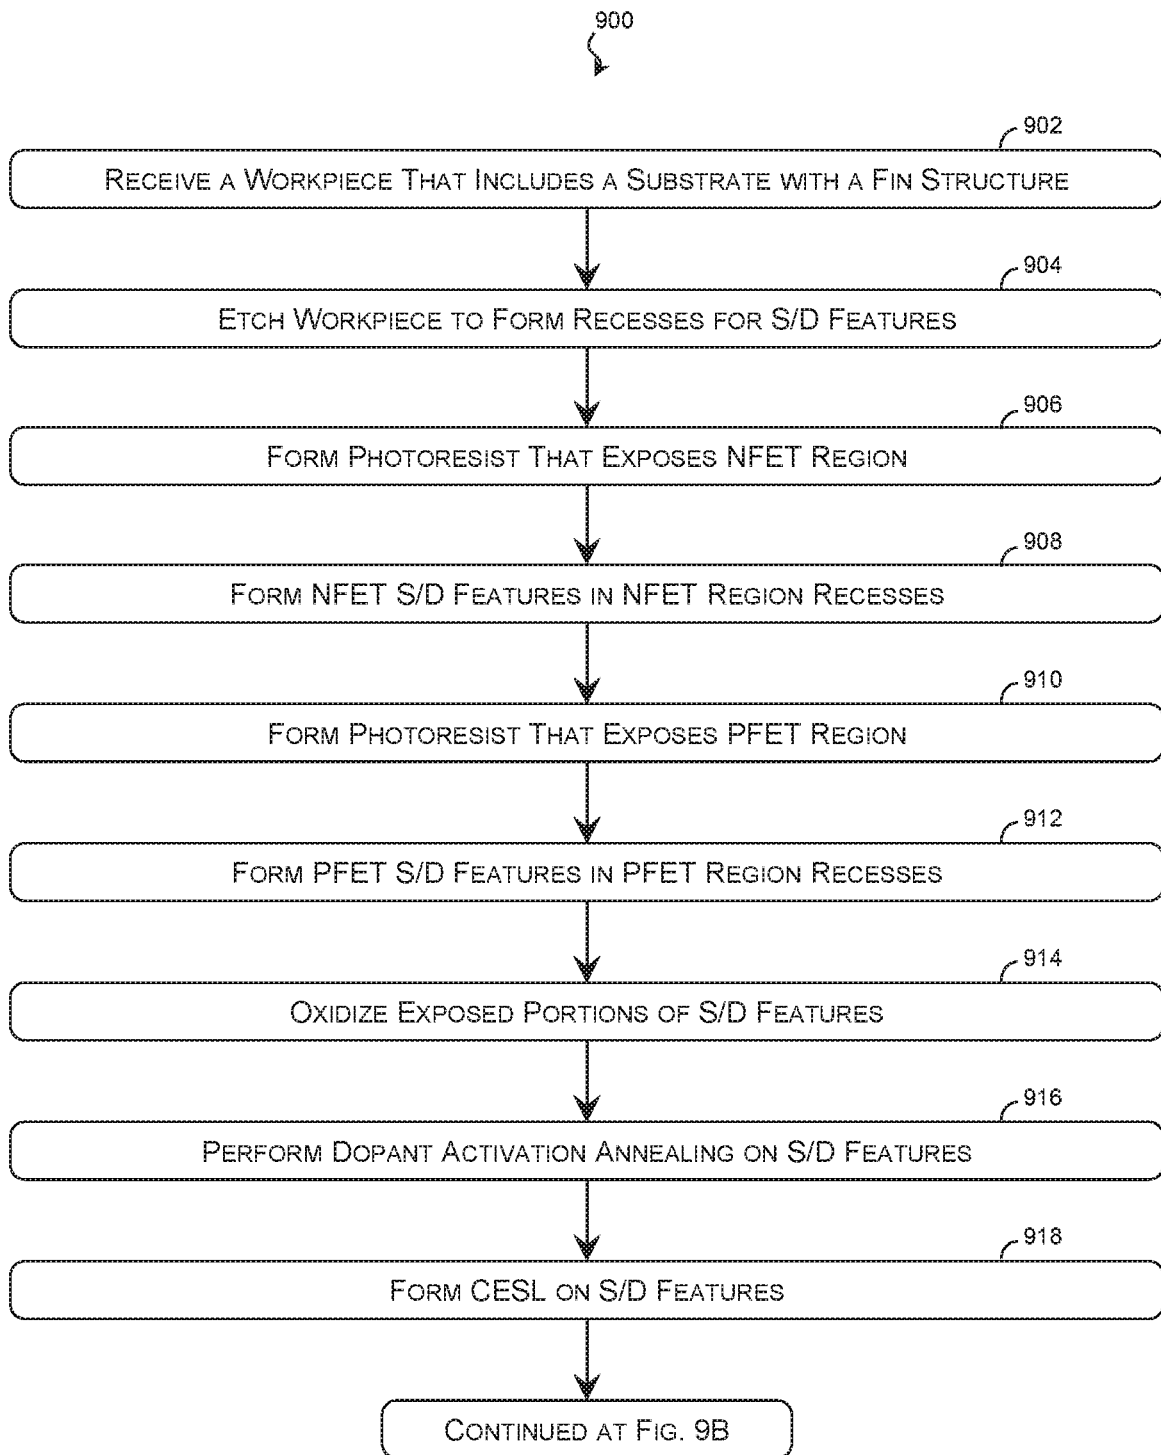 900
902
RECEIVE A WORKPIECE THAT INCLUDES A SUBSTRATE WITH A FIN STRUCTURE
904
ETCH WORKPIECE TO FORM RECESSES FOR S/D FEATURES
906
FORM PHOTORESIST THAT EXPOSES NFET REGION
908
FORM NFET S/D FEATURES IN NFET REGION RECESSES
910
FORM PHOTORESIST THAT EXPOSES PFET REGION
912
FORM PFET S/D FEATURES IN PFET REGION RECESSES
914
OXIDIZE EXPOSED PORTIONS OF S/D FEATURES
916
PERFORM DOPANT ACTIVATION ANNEALING ON S/D FEATURES
918
FORM CESL ON S/D FEATURES
CONTINUED AT FIG. 9B